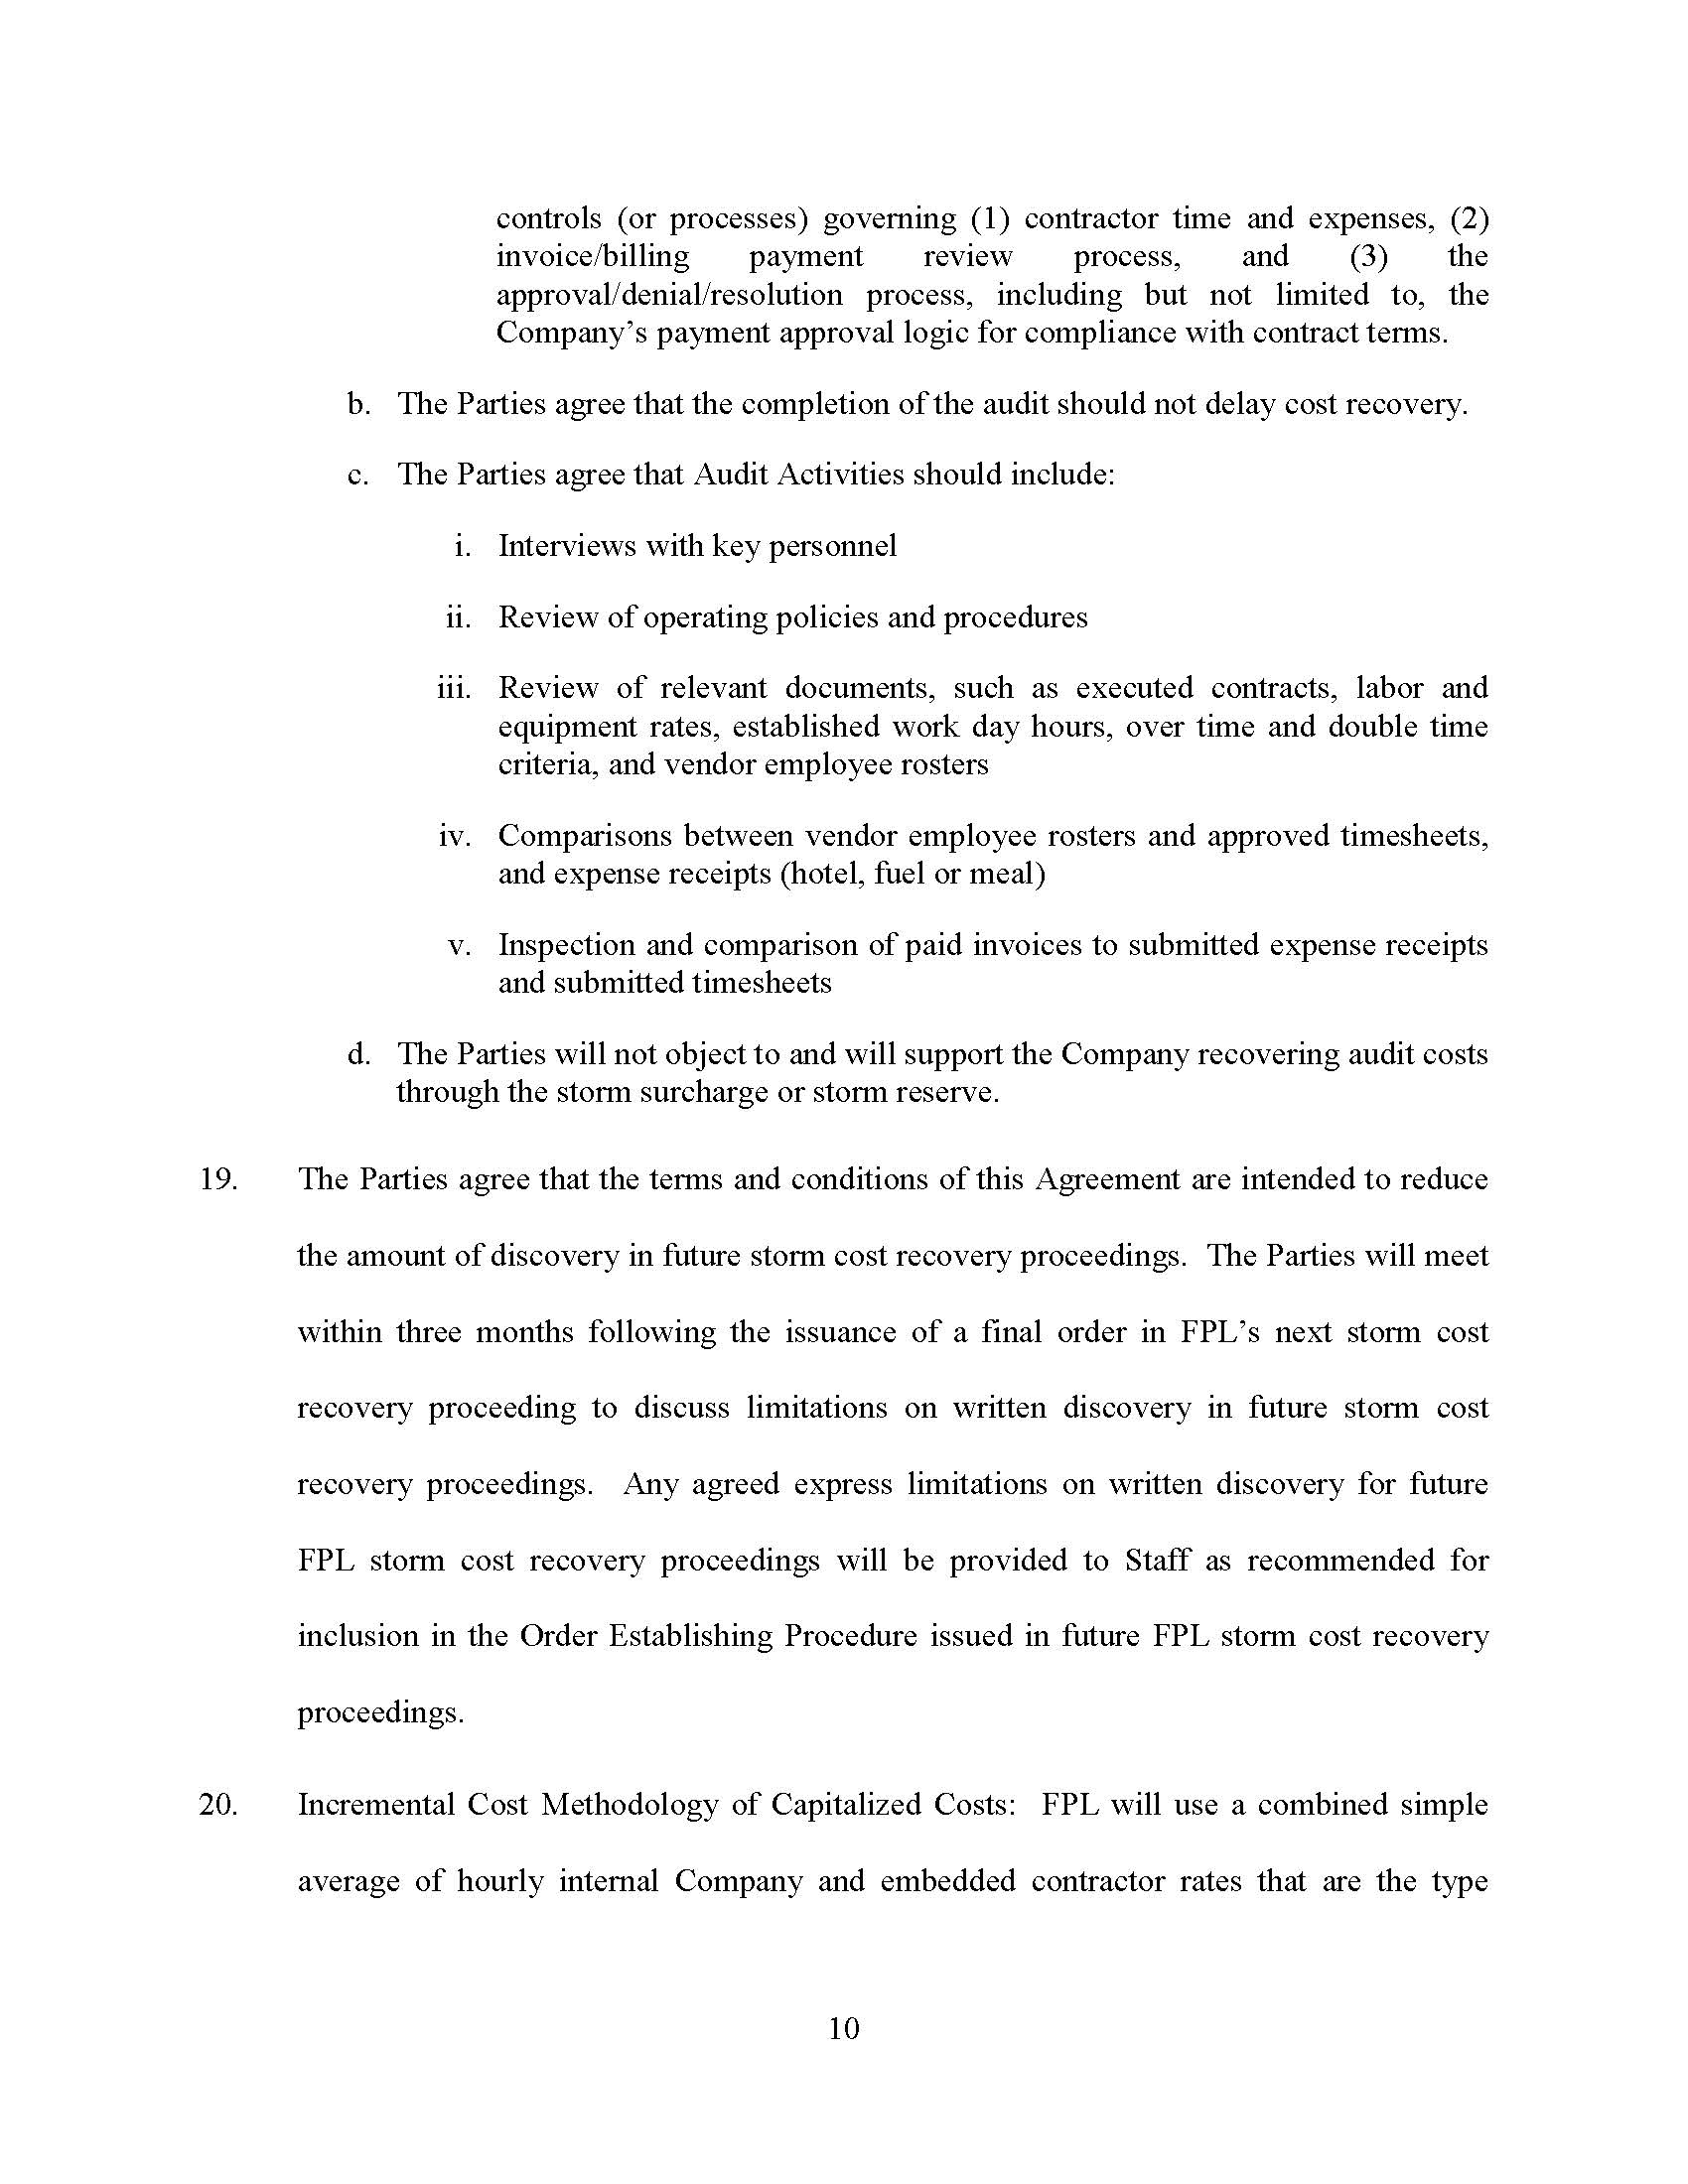 controls (or processes) governing (1) contractor time and expenses, (2)
invoice/billing payment review process, and (3) the
approval/denial/resolution process, including but not limited to, the
Company’s payment approval logic for compliance with contract terms.
b. The Parties agree that the completion of the audit should not delay cost recovery.
c. The Parties agree that Audit Activities should include:
i. Interviews with key personnel
ii. Review of operating policies and procedures
iii. Review of relevant documents, such as executed contracts, labor and
equipment rates, established work day hours, over time and double time
criteria, and vendor employee rosters
iv. Comparisons between vendor employee rosters and approved timesheets,
and expense receipts (hotel, fuel or meal)
v. Inspection and comparison of paid invoices to submitted expense receipts
and submitted timesheets
d. The Parties will not object to and will support the Company recovering audit costs
through the storm surcharge or storm reserve.
19. The Parties agree that the terms and conditions of this Agreement are intended to reduce
the amount of discovery in future storm cost recovery proceedings. The Parties will meet
within three months following the issuance of a final order in FPL’s next storm cost
recovery proceeding to discuss limitations on written discovery in future storm cost
recovery proceedings. Any agreed express limitations on written discovery for future
FPL storm cost recovery proceedings will be provided to Staff as recommended for
inclusion in the Order Establishing Procedure issued in future FPL storm cost recovery
proceedings.
20. Incremental Cost Methodology of Capitalized Costs: FPL will use a combined simple
average of hourly internal Company and embedded contractor rates that are the type
10